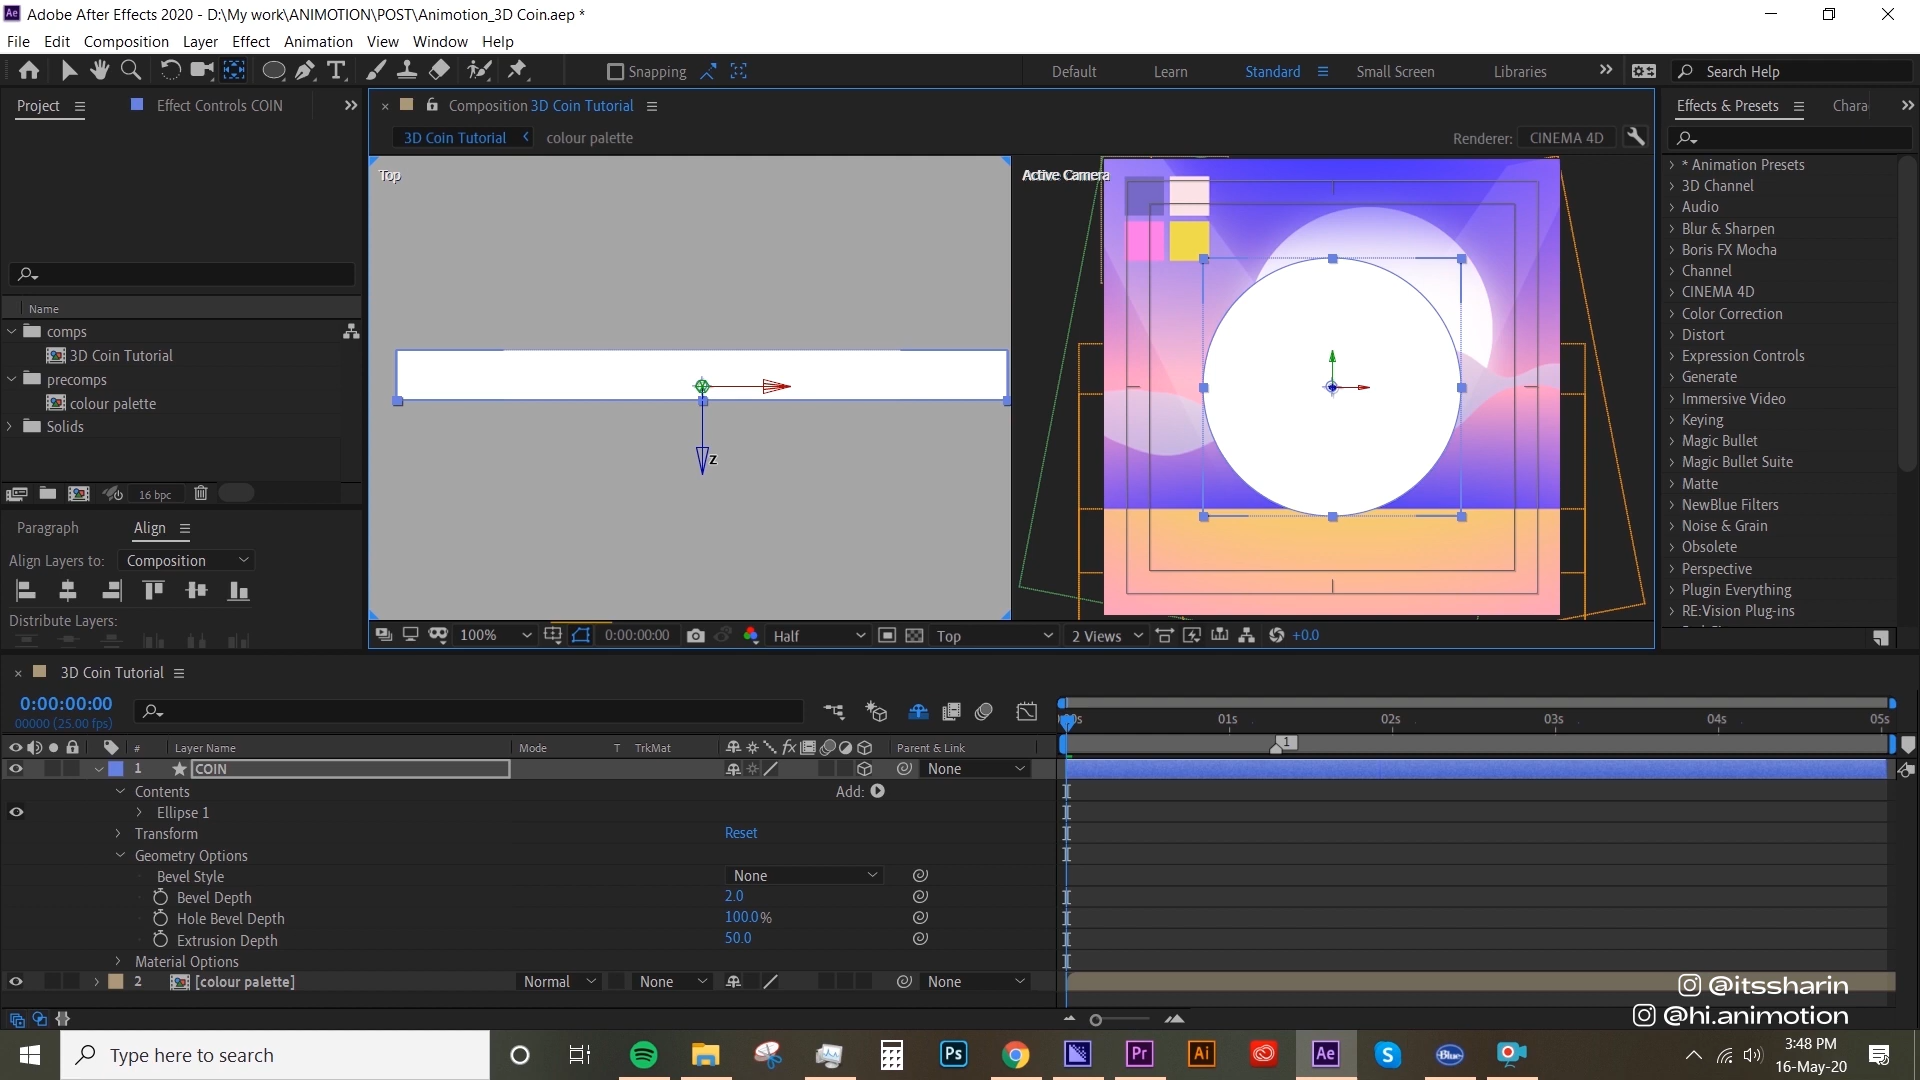 Adobe After Effects 2020 - D:\My work\ANIMOTION\POST\Animotion_3D Coin.aep *
File Edit Composition Layer Effect Animation View Window Help
Snapping Default Learn Standard Small Screen Libraries Search Help
Project Effect Controls COIN Composition 3D Coin Tutorial Effects & Presets Chara
3D Coin Tutorial colour palette Renderer: CINEMA 4D
Top Active Camera
* Animation Presets
3D Channel
Audio
Blur & Sharpen
Boris FX Mocha
Channel
CINEMA 4D
Color Correction
Distort
Expression Controls
Generate
Immersive Video
Keying
Magic Bullet
Magic Bullet Suite
Matte
NewBlue Filters
Noise & Grain
Obsolete
Perspective
Plugin Everything
RE:Vision Plug-ins
Name
comps
3D Coin Tutorial
precomps
colour palette
Solids
z
16 bpc
Paragraph Align
Align Layers to: Composition
Distribute Layers:
100% 0:00:00:00 Half Top 2 Views +0.0
3D Coin Tutorial
0:00:00:00
00000 (25.00 fps)
01s 02s 03s 04s 05s
# Layer Name Mode T TrkMat Parent & Link
1
1 COIN None
Contents Add:
Ellipse 1
Transform Reset
Geometry Options
Bevel Style None
Bevel Depth 2.0
Hole Bevel Depth 100.0%
Extrusion Depth 50.0
Material Options
2 [colour palette] Normal None None
@itssharin
@hi.animotion
Type here to search
Ps Pr Ai Ae S Blue
3:48 PM
16-May-20